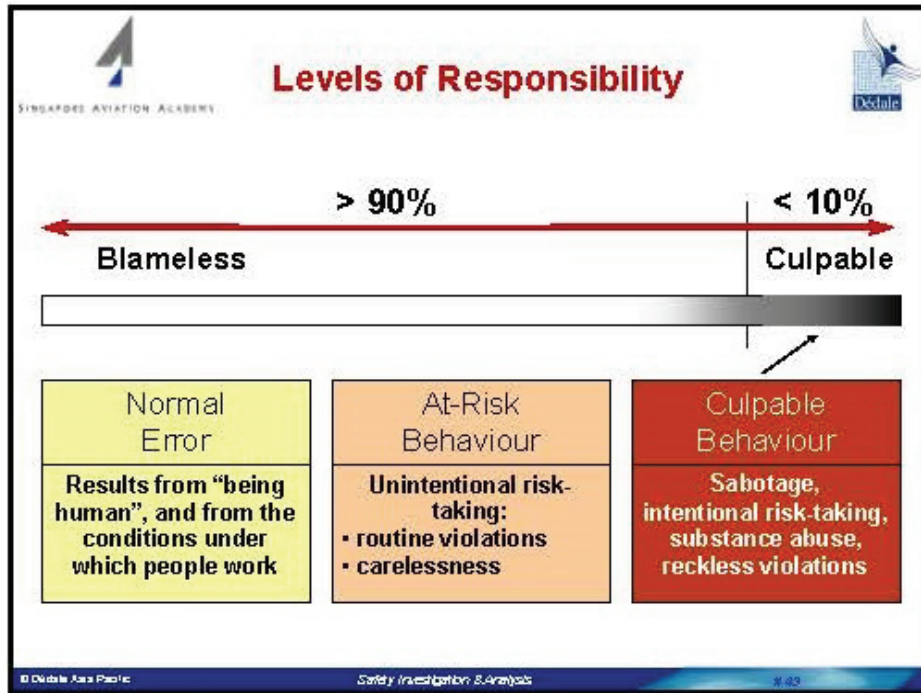 Levels of Responsibility
SINGAPORE AVIATION ACADEMY
Dédale
> 90%
< 10%
Blameless
Culpable
Normal
Error
Results from “being
human”, and from the
conditions under
which people work
At-Risk
Behaviour
Unintentional risk-
taking:
• routine violations
• carelessness
Culpable
Behaviour
Sabotage,
intentional risk-taking,
substance abuse,
reckless violations
© Dédale Asia Pacific
Safety Investigation & Analysis